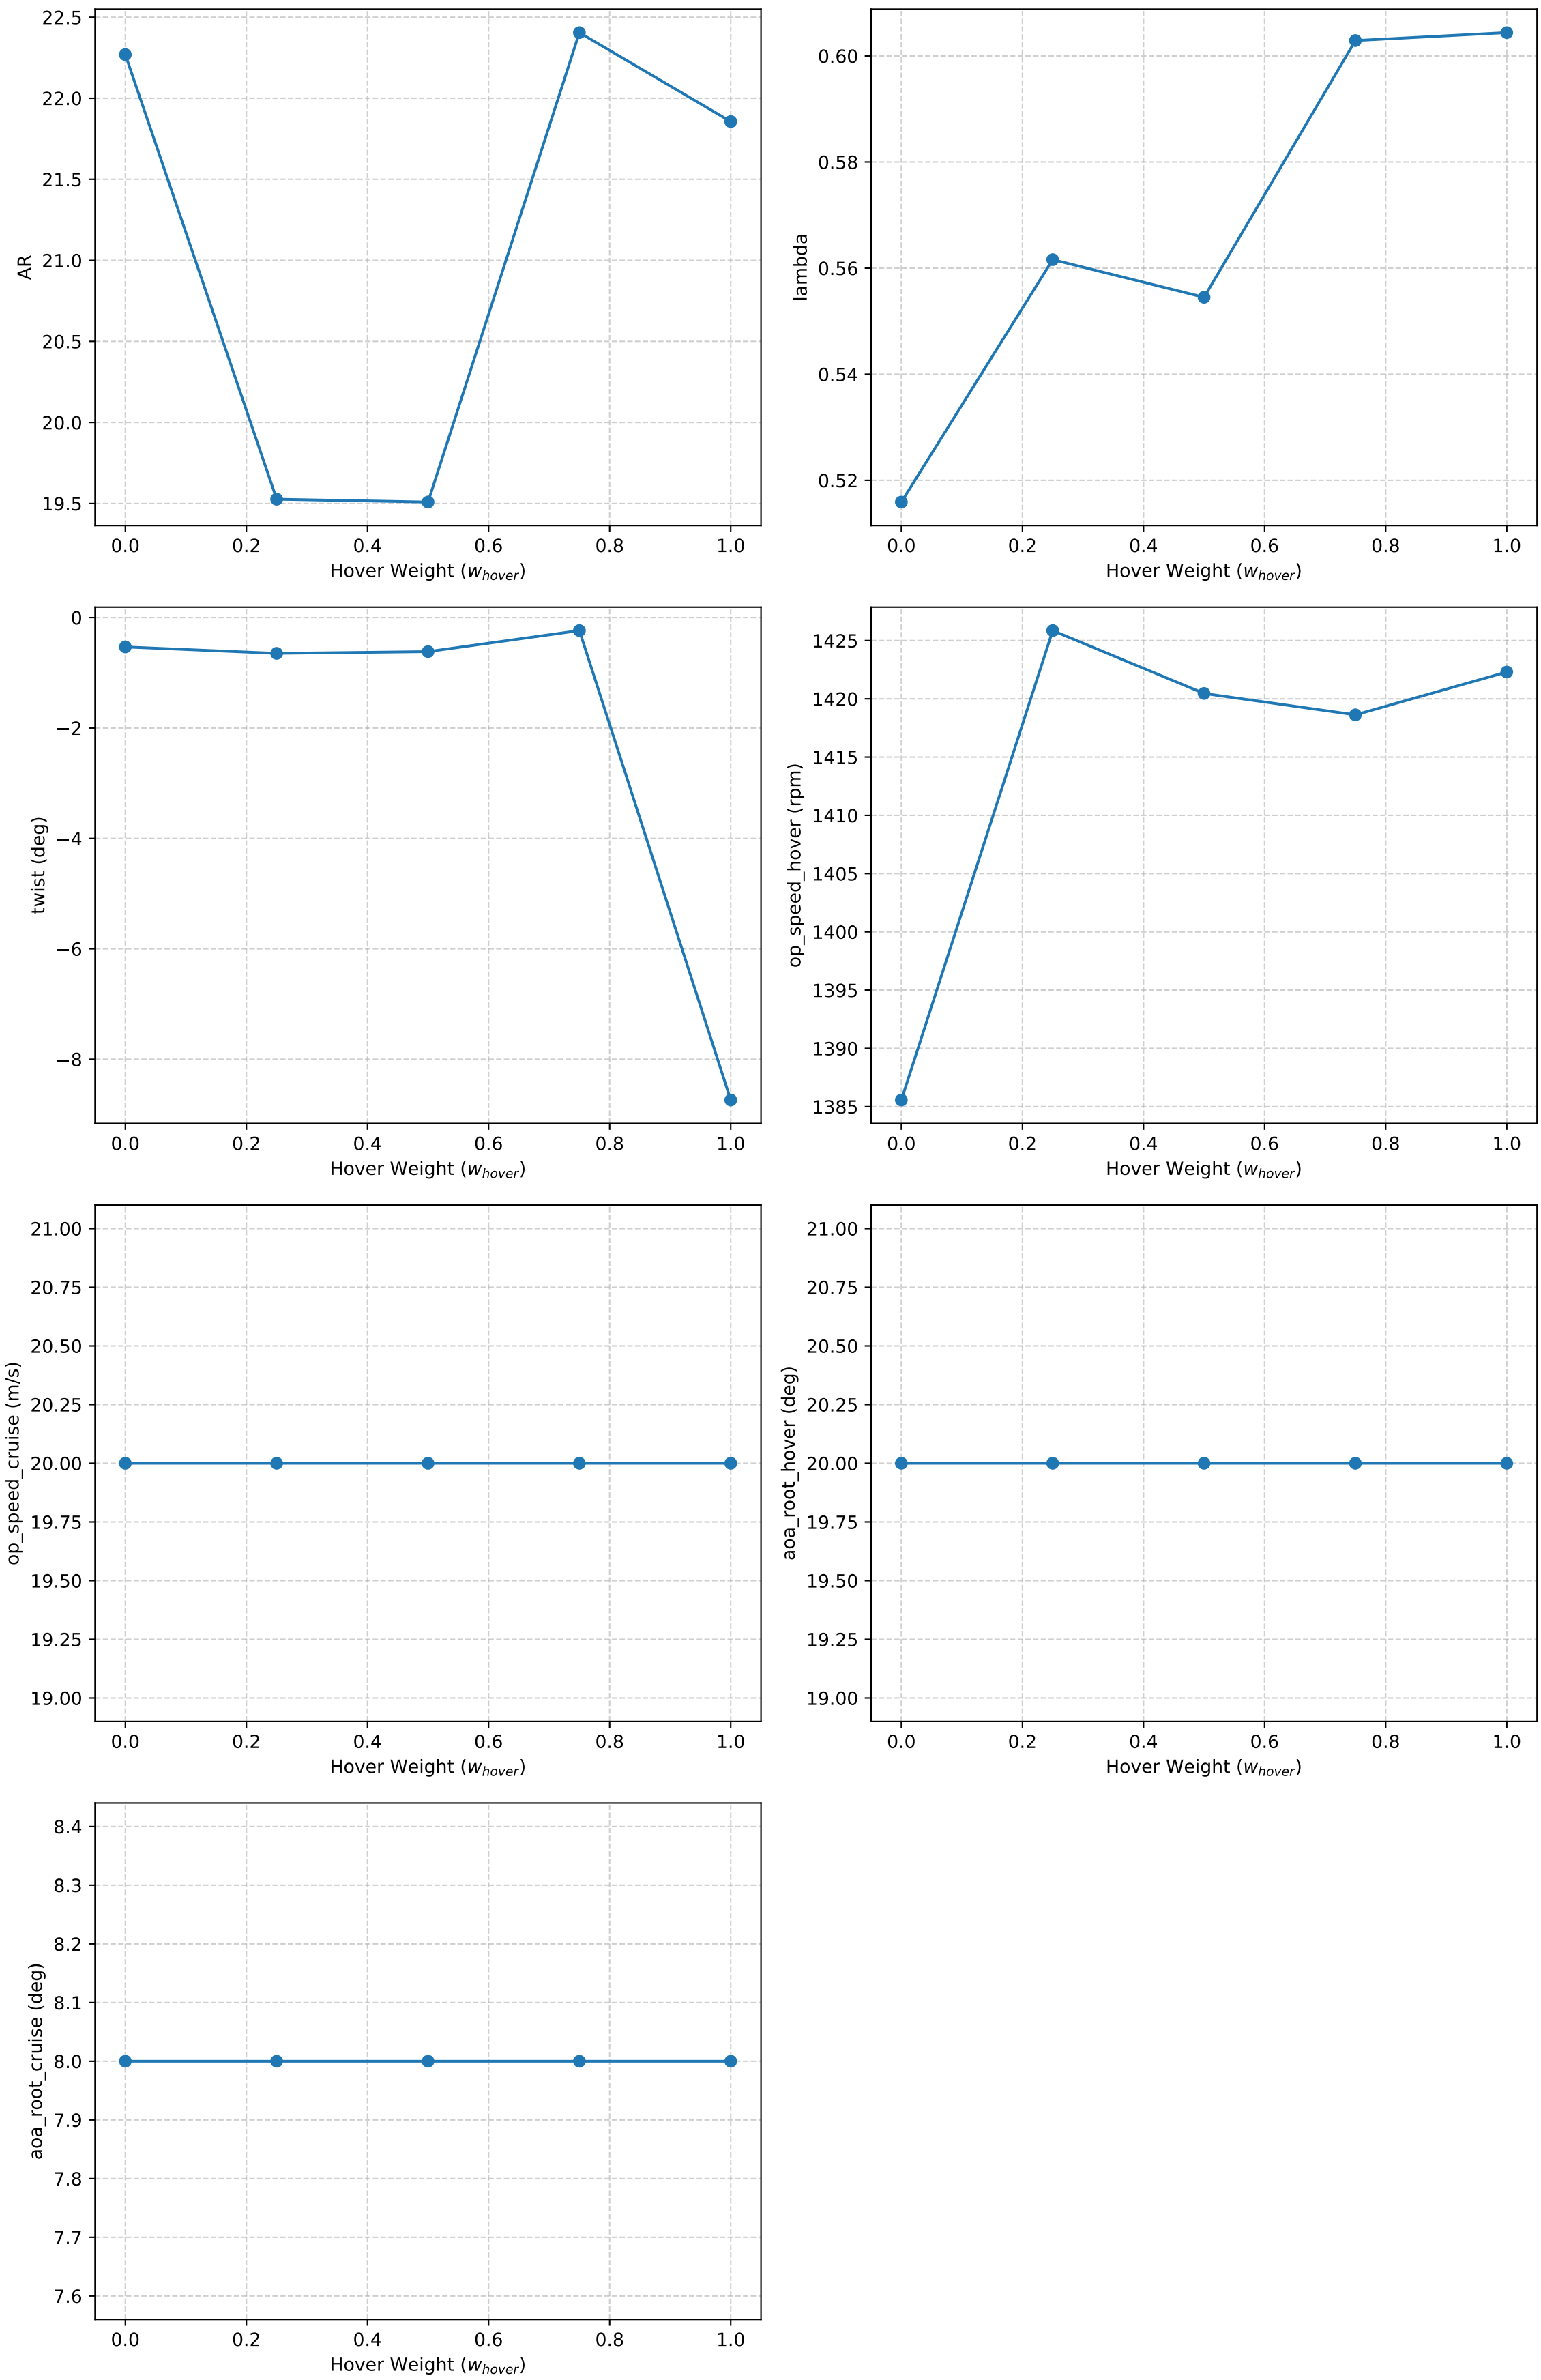 22.5
22.0
21.5
21.0
20.5
20.0
19.5
AR
0.0 0.2 0.4 0.6 0.8 1.0
Hover Weight (w_hover)
0.60
0.58
0.56
0.54
0.52
lambda
0.0 0.2 0.4 0.6 0.8 1.0
Hover Weight (w_hover)
0
−2
−4
−6
−8
twist (deg)
0.0 0.2 0.4 0.6 0.8 1.0
Hover Weight (w_hover)
1425
1420
1415
1410
1405
1400
1395
1390
1385
op_speed_hover (rpm)
0.0 0.2 0.4 0.6 0.8 1.0
Hover Weight (w_hover)
21.00
20.75
20.50
20.25
20.00
19.75
19.50
19.25
19.00
op_speed_cruise (m/s)
0.0 0.2 0.4 0.6 0.8 1.0
Hover Weight (w_hover)
21.00
20.75
20.50
20.25
20.00
19.75
19.50
19.25
19.00
aoa_root_hover (deg)
0.0 0.2 0.4 0.6 0.8 1.0
Hover Weight (w_hover)
8.4
8.3
8.2
8.1
8.0
7.9
7.8
7.7
7.6
aoa_root_cruise (deg)
0.0 0.2 0.4 0.6 0.8 1.0
Hover Weight (w_hover)